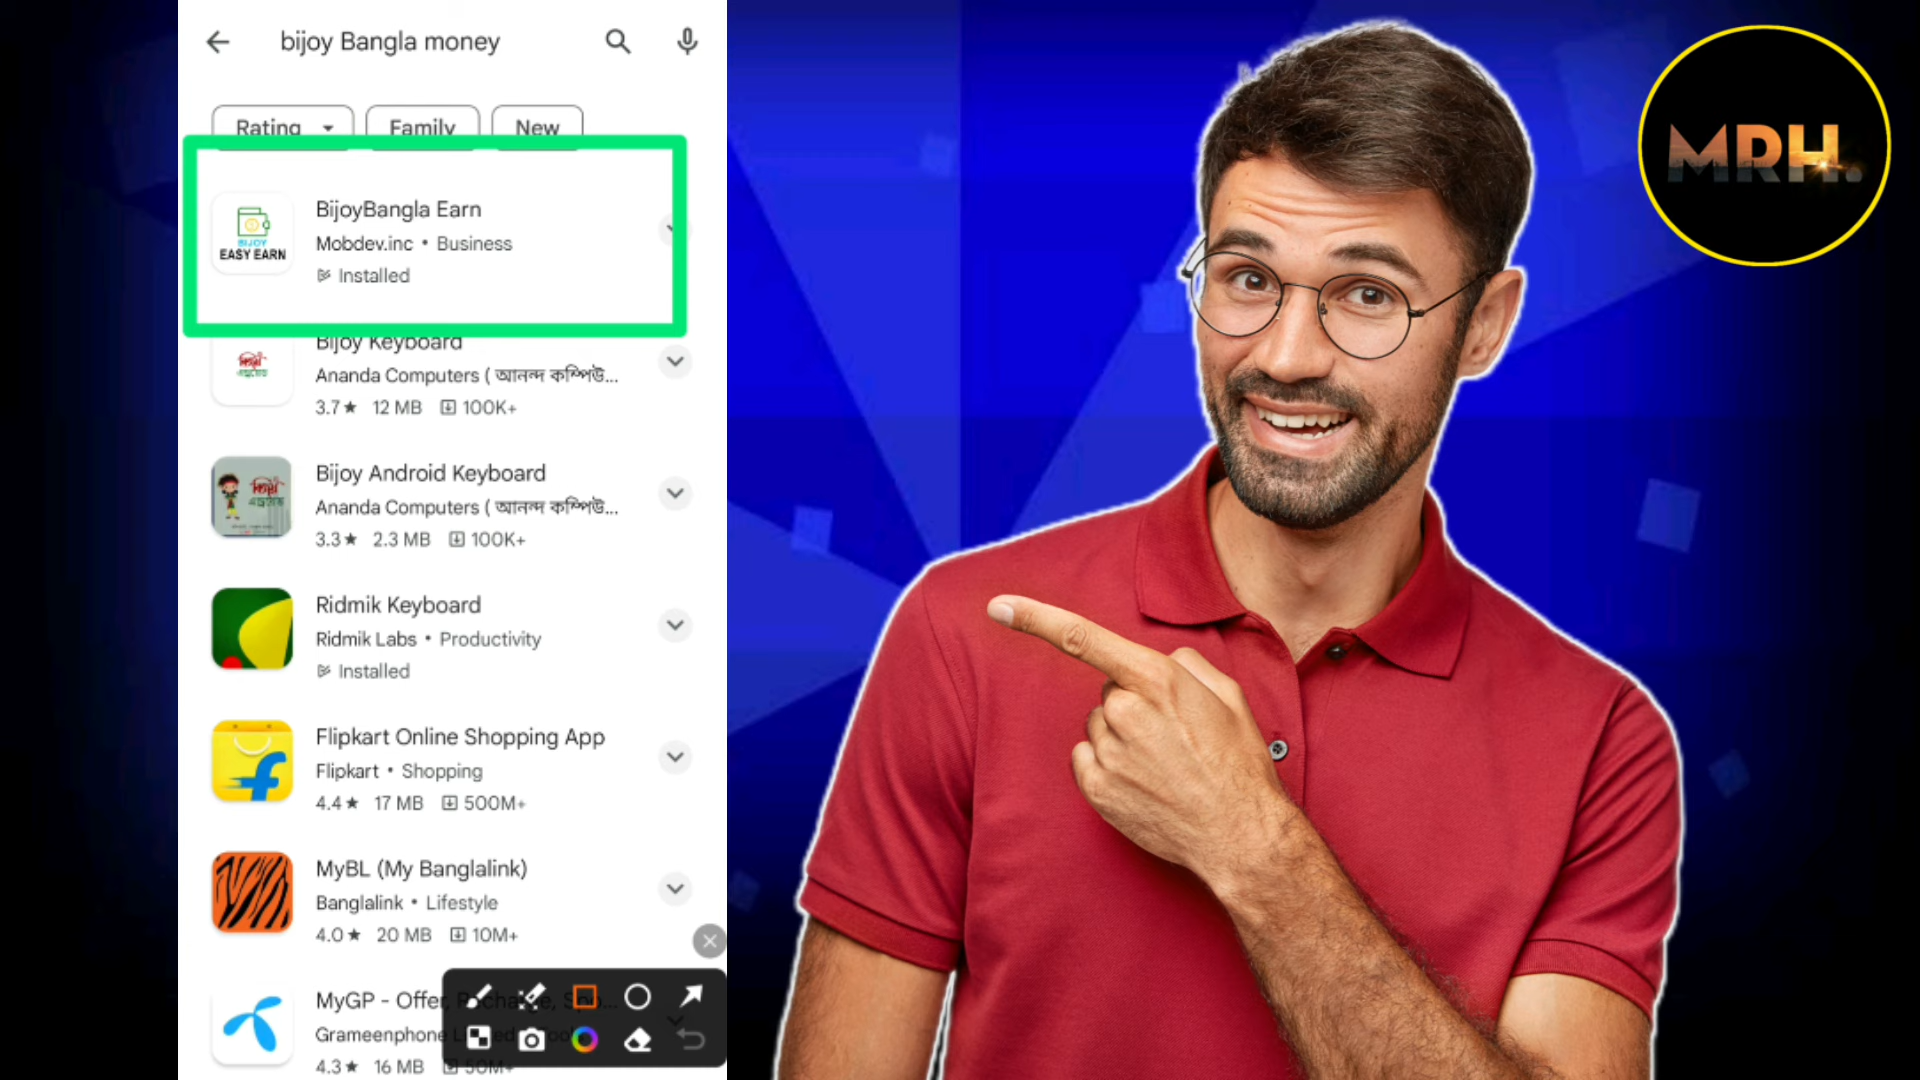 bijoy Bangla money
Rating
Family
New
BijoyBangla Earn
Mobdev.inc • Business
Installed
BIJOY
EASY EARN
Bijoy Keyboard
Ananda Computers ( আনন্দ কম্পিউ...
3.7★ 12 MB 100K+
Bijoy Android Keyboard
Ananda Computers ( আনন্দ কম্পিউ...
3.3★ 2.3 MB 100K+
Ridmik Keyboard
Ridmik Labs • Productivity
Installed
Flipkart Online Shopping App
Flipkart • Shopping
4.4★ 17 MB 500M+
MyBL (My Banglalink)
Banglalink • Lifestyle
4.0★ 20 MB 10M+
MyGP - Offer,
Grameenphone
4.3★ 16 MB 50M+
MRH.